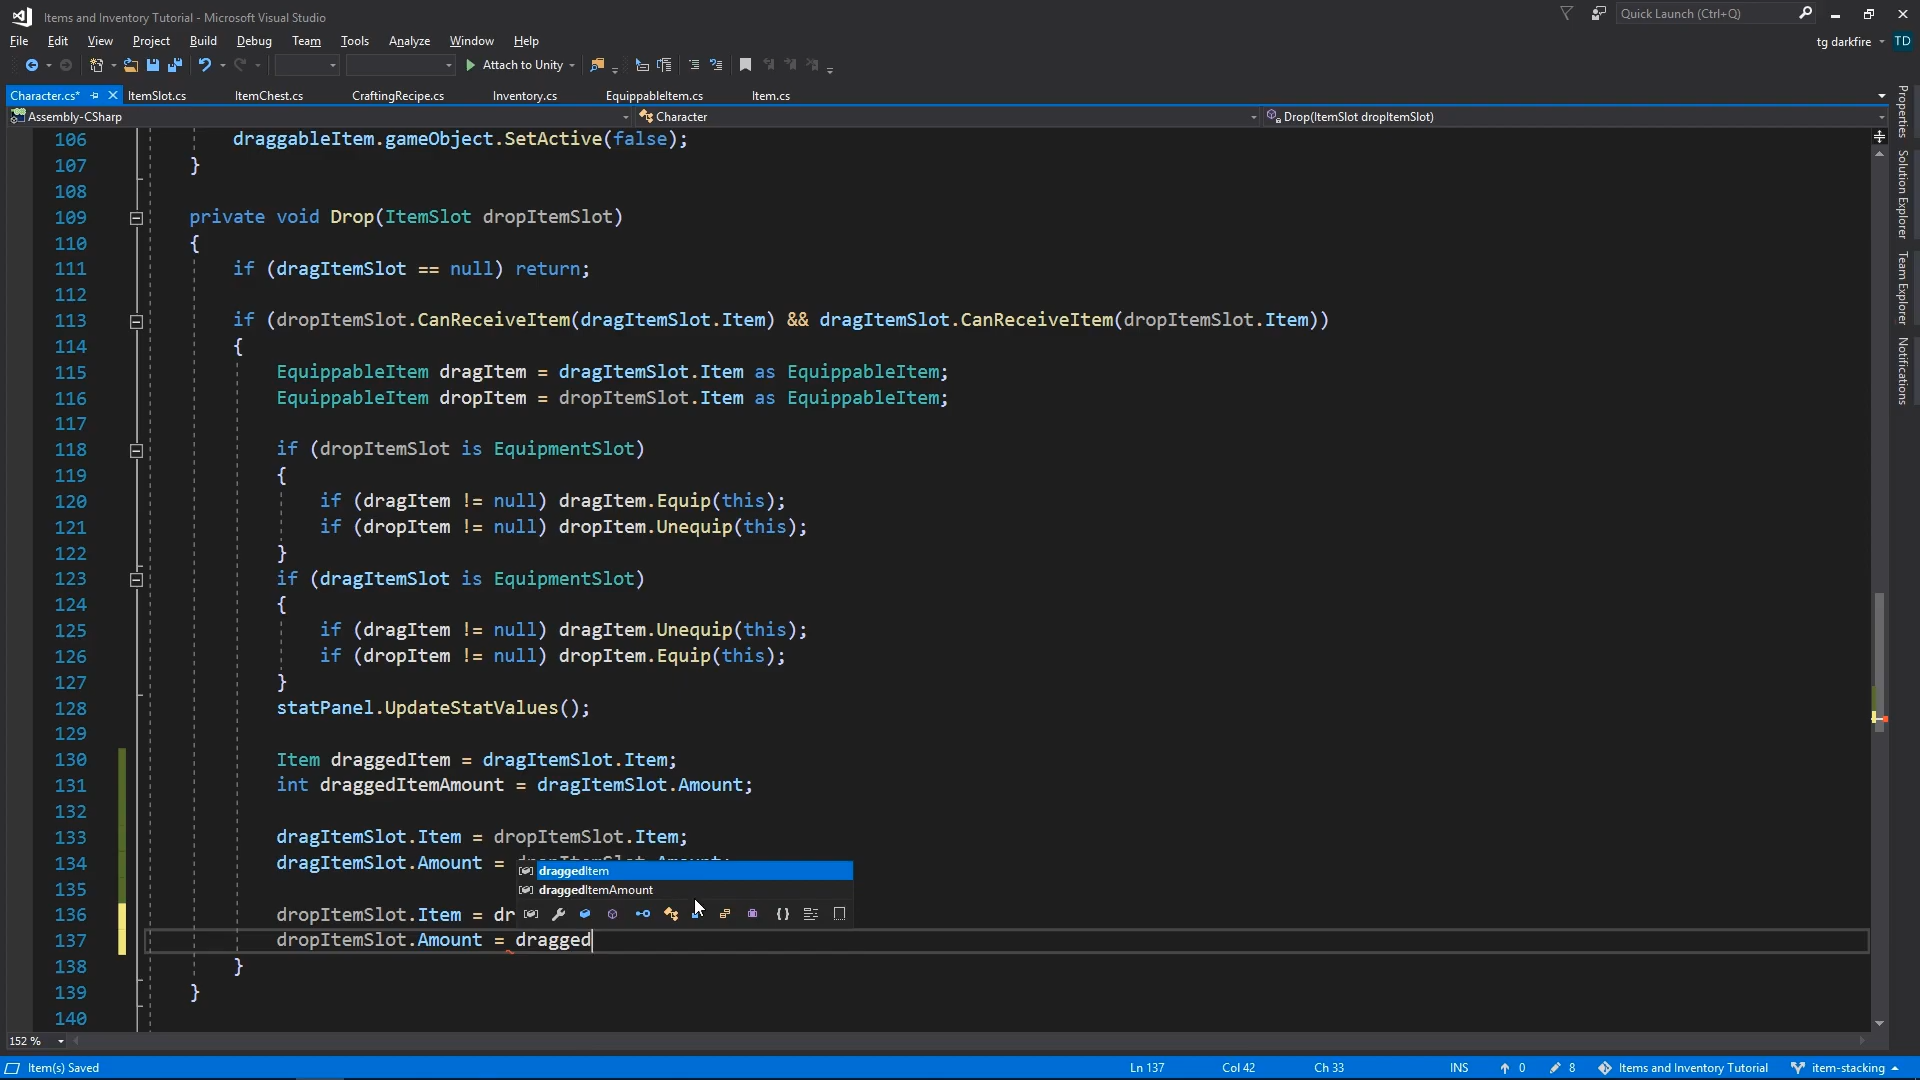 Items and Inventory Tutorial - Microsoft Visual Studio
Quick Launch (Ctrl+Q)
File Edit View Project Build Debug Team Tools Analyze Window Help
tg darkfire TD
Attach to Unity
Character.cs* ItemSlot.cs ItemChest.cs CraftingRecipe.cs Inventory.cs EquippableItem.cs Item.cs
Assembly-CSharp Character Drop(ItemSlot dropItemSlot)
106 draggableItem.gameObject.SetActive(false);
107 }
108
109 private void Drop(ItemSlot dropItemSlot)
110 {
111 if (dragItemSlot == null) return;
112
113 if (dropItemSlot.CanReceiveItem(dragItemSlot.Item) && dragItemSlot.CanReceiveItem(dropItemSlot.Item))
114 {
115 EquippableItem dragItem = dragItemSlot.Item as EquippableItem;
116 EquippableItem dropItem = dropItemSlot.Item as EquippableItem;
117
118 if (dropItemSlot is EquipmentSlot)
119 {
120 if (dragItem != null) dragItem.Equip(this);
121 if (dropItem != null) dropItem.Unequip(this);
122 }
123 if (dragItemSlot is EquipmentSlot)
124 {
125 if (dragItem != null) dragItem.Unequip(this);
126 if (dropItem != null) dropItem.Equip(this);
127 }
128 statPanel.UpdateStatValues();
129
130 Item draggedItem = dragItemSlot.Item;
131 int draggedItemAmount = dragItemSlot.Amount;
132
133 dragItemSlot.Item = dropItemSlot.Item;
134 dragItemSlot.Amount =
draggedItem
135
draggedItemAmount
136 dropItemSlot.Item = dr
137 dropItemSlot.Amount = dragged
138 }
139 }
140
152 %
Item(s) Saved Ln 137 Col 42 Ch 33 INS 0 8 Items and Inventory Tutorial item-stacking
Properties
Solution Explorer
Team Explorer
Notifications